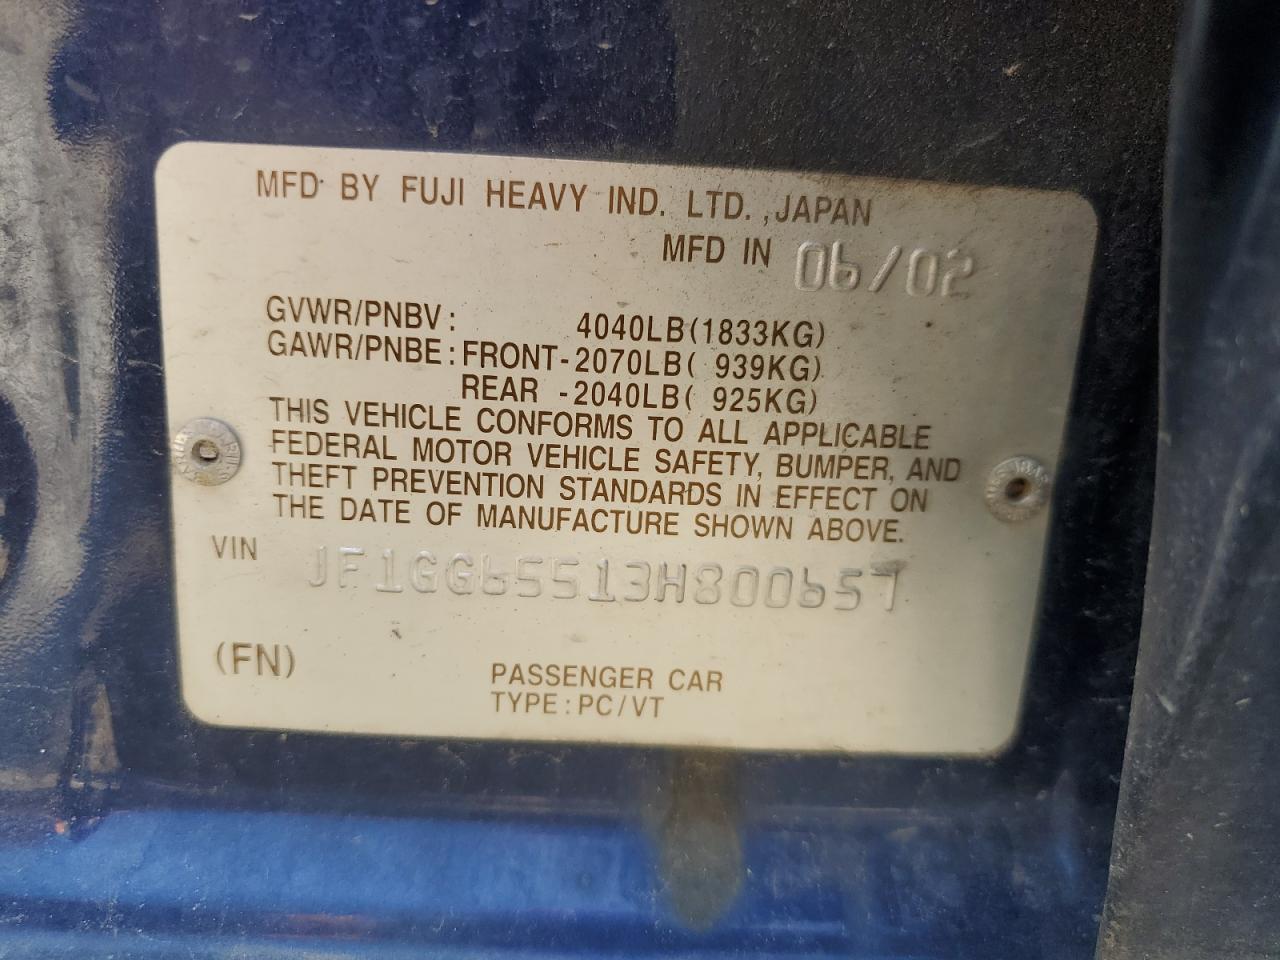 MFD BY FUJI HEAVY IND. LTD.,JAPAN
MFD IN 06/02
GVWR/PNBV: 4040LB(1833KG)
GAWR/PNBE:FRONT-2070LB( 939KG)
REAR -2040LB( 925KG)
THIS VEHICLE CONFORMS TO ALL APPLICABLE
FEDERAL MOTOR VEHICLE SAFETY, BUMPER, AND
THEFT PREVENTION STANDARDS IN EFFECT ON
THE DATE OF MANUFACTURE SHOWN ABOVE.
VIN JF1GG65513H800657
(FN)
PASSENGER CAR
TYPE:PC/VT